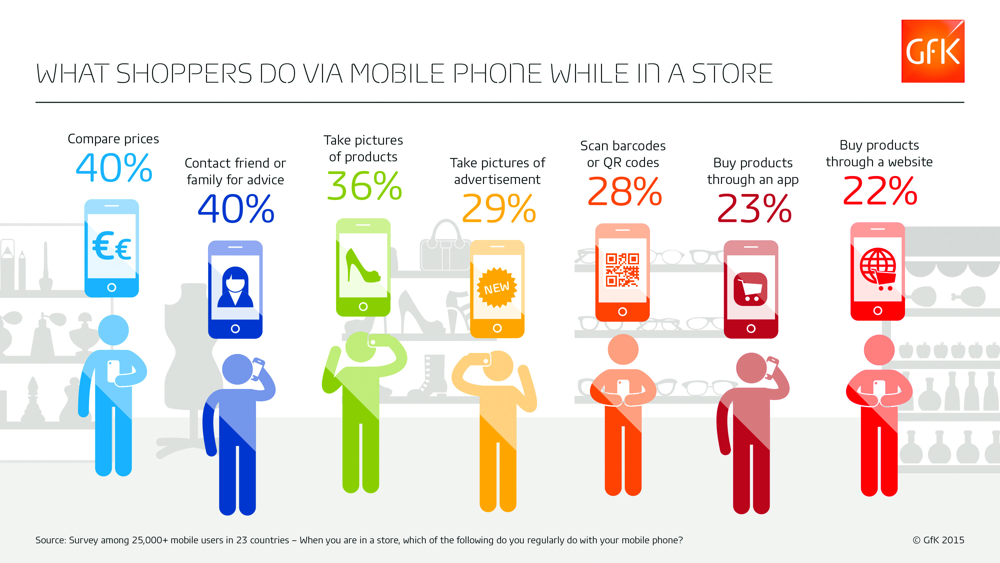 GfK
WHAT SHOPPERS DO VIA MOBILE PHONE WHILE IN A STORE
Compare prices
40%
Contact friend or
family for advice
40%
Take pictures
of products
36%
Take pictures of
advertisement
29%
Scan barcodes
or QR codes
28%
Buy products
through an app
23%
Buy products
through a website
22%
€€
NEW
Source: Survey among 25,000+ mobile users in 23 countries – When you are in a store, which of the following do you regularly do with your mobile phone?
© GfK 2015